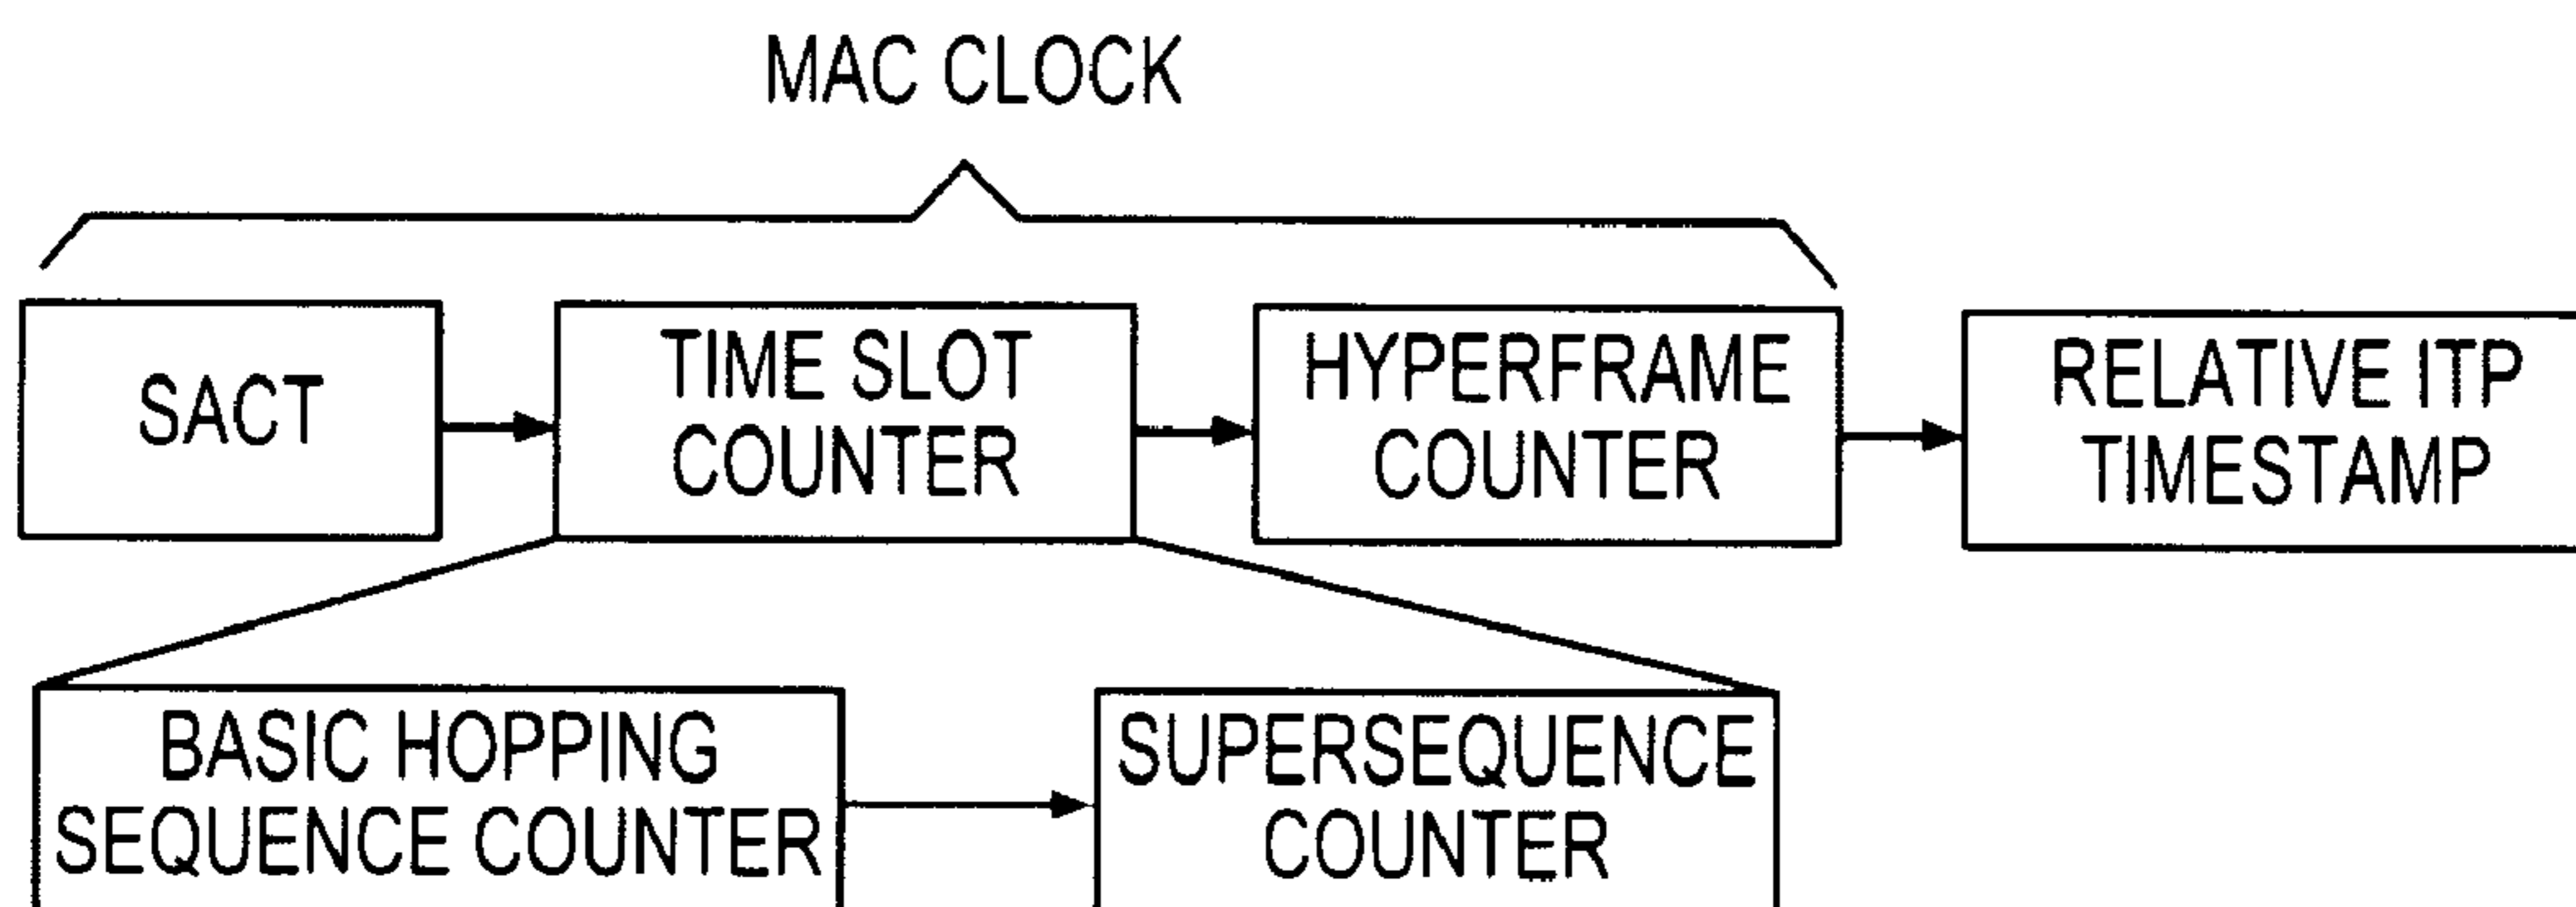 MAC CLOCK
SACT
TIME SLOT
COUNTER
HYPERFRAME
COUNTER
RELATIVE ITP
TIMESTAMP
BASIC HOPPING
SEQUENCE COUNTER
SUPERSEQUENCE
COUNTER